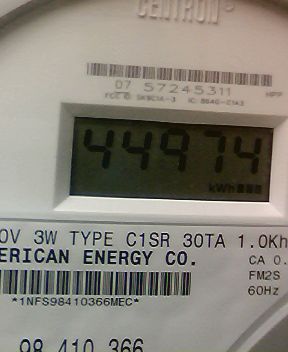 CENTRON®
07 57245311
44974
kWh
0V 3W TYPE C1SR 30TA 1.0Kh
ERICAN ENERGY CO. CA 0.
FM2S
*1NFS98410366MEC* 60Hz
98 410 366